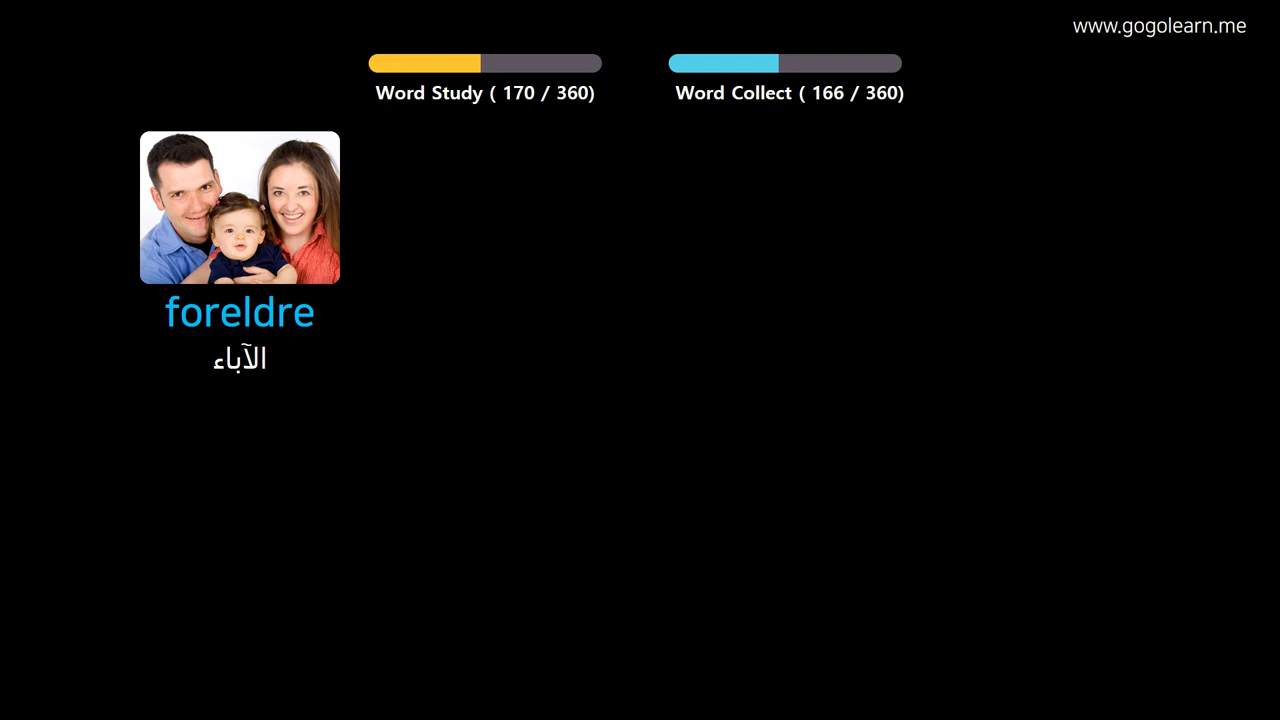 www.gogolearn.me
Word Study ( 170 / 360)
Word Collect ( 166 / 360)
foreldre
الآباء